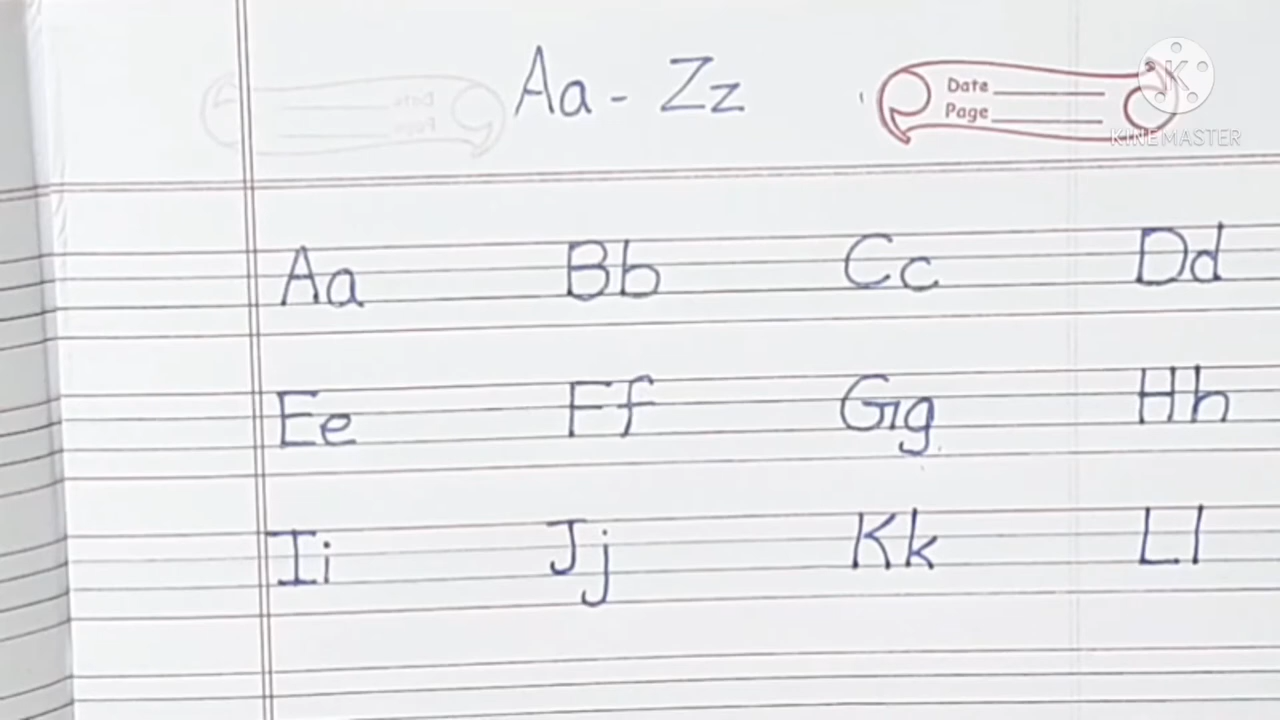 Aa - Zz
Date
Page
KINEMASTER
Aa Bb Cc Dd
Ee Ff Gg Hh
Ii Jj Kk Ll